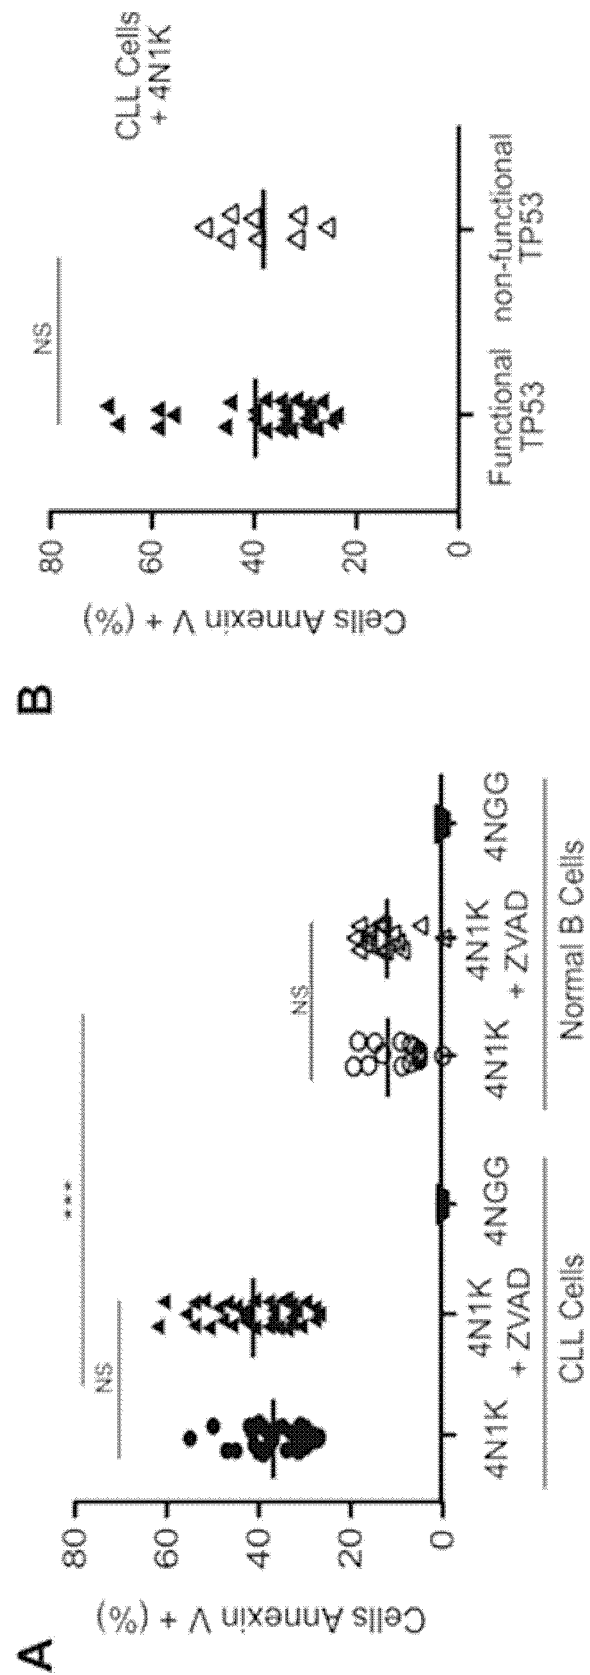 A
Cells Annexin V + (%)
80
60
40
20
0
NS
***
NS
4N1K
4N1K
+ ZVAD
4NGG
4N1K
4N1K
+ ZVAD
4NGG
CLL Cells
Normal B Cells
B
Cells Annexin V + (%)
80
60
40
20
0
NS
CLL Cells
+ 4N1K
Functional
TP53
non-functional
TP53